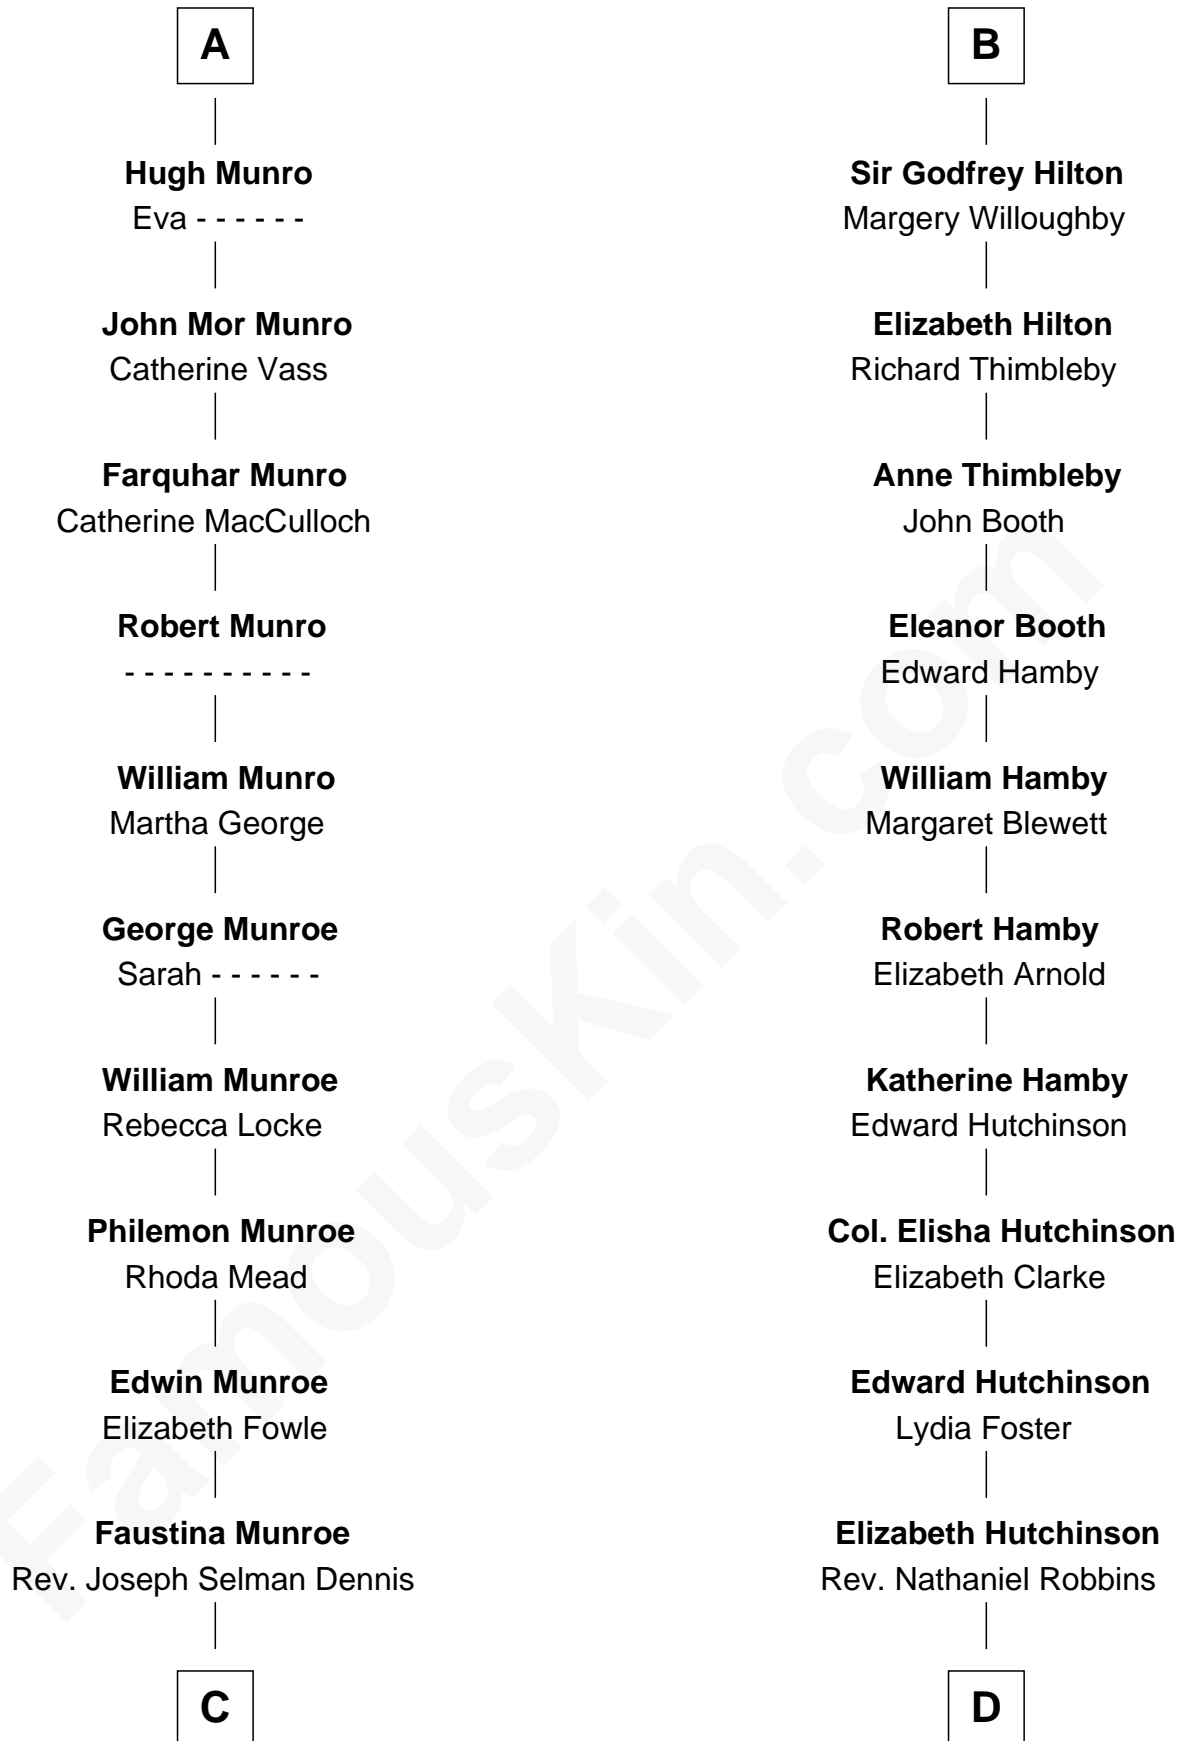 A
Hugh Munro
Eva - - - - - -
John Mor Munro
Catherine Vass
Farquhar Munro
Catherine MacCulloch
Robert Munro
- - - - - - - - - -
William Munro
Martha George
George Munroe
Sarah - - - - - -
William Munroe
Rebecca Locke
Philemon Munroe
Rhoda Mead
Edwin Munroe
Elizabeth Fowle
Faustina Munroe
Rev. Joseph Selman Dennis
C
B
Sir Godfrey Hilton
Margery Willoughby
Elizabeth Hilton
Richard Thimbleby
Anne Thimbleby
John Booth
Eleanor Booth
Edward Hamby
William Hamby
Margaret Blewett
Robert Hamby
Elizabeth Arnold
Katherine Hamby
Edward Hutchinson
Col. Elisha Hutchinson
Elizabeth Clarke
Edward Hutchinson
Lydia Foster
Elizabeth Hutchinson
Rev. Nathaniel Robbins
D
FamousKin.com